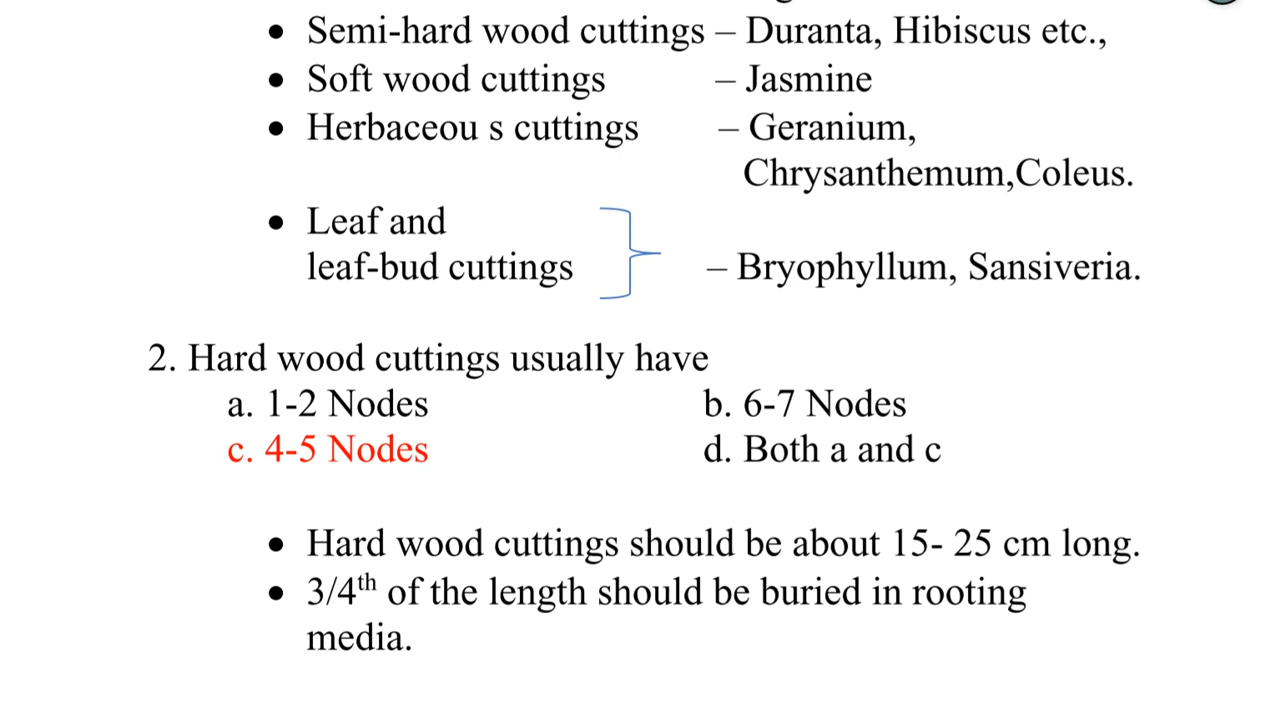 • Semi-hard wood cuttings – Duranta, Hibiscus etc.,
• Soft wood cuttings – Jasmine
• Herbaceou s cuttings – Geranium,
Chrysanthemum,Coleus.
• Leaf and
leaf-bud cuttings – Bryophyllum, Sansiveria.
2. Hard wood cuttings usually have
a. 1-2 Nodes b. 6-7 Nodes
c. 4-5 Nodes d. Both a and c
• Hard wood cuttings should be about 15- 25 cm long.
• 3/4th of the length should be buried in rooting
media.